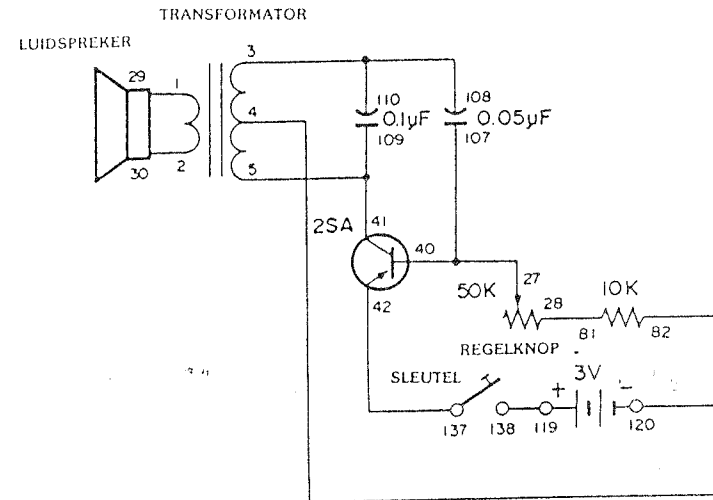 TRANSFORMATOR
LUIDSPREKER
29
1
3
110
0.1µF
109
108
0.05µF
107
4
2
30
5
2SA
41
40
42
50K
27
28
10K
81
82
REGELKNOP
SLEUTEL
+
3V
-
137
138
119
120